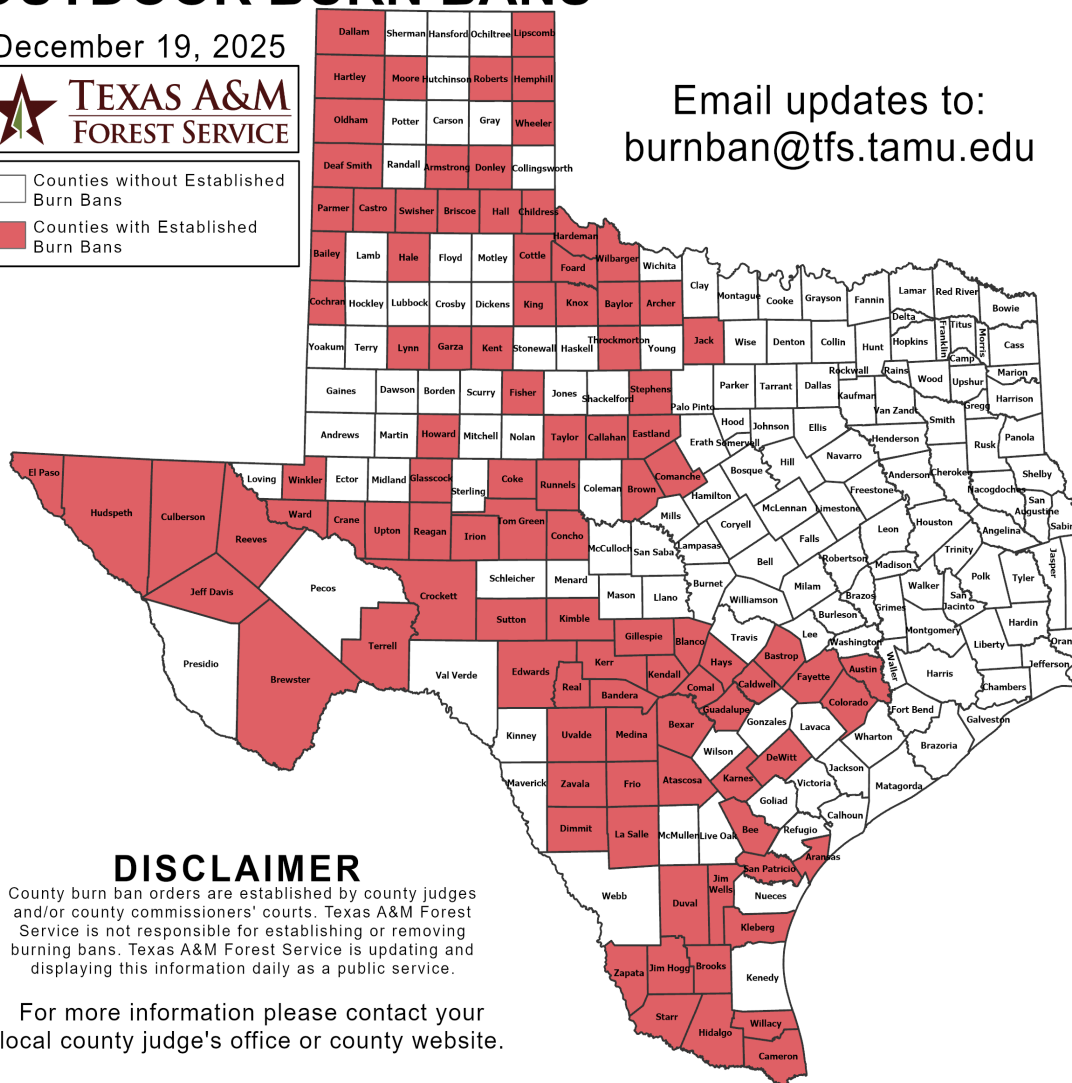 OUTDOOR BURN BANS
December 19, 2025
TEXAS A&M
FOREST SERVICE
Counties without Established
Burn Bans
Counties with Established
Burn Bans
Email updates to:
burnban@tfs.tamu.edu
Dallam Sherman Hansford Ochiltree Lipscomb
Hartley Moore Hutchinson Roberts Hemphill
Oldham Potter Carson Gray Wheeler
Deaf Smith Randall Armstrong Donley Collingsworth
Parmer Castro Swisher Briscoe Hall Childress
Hardeman
Bailey Lamb Hale Floyd Motley Cottle Foard Wilbarger Wichita
Clay Montague Cooke Grayson Fannin Lamar Red River Bowie
Cochran Hockley Lubbock Crosby Dickens King Knox Baylor Archer
Delta Franklin Titus Morris Cass
Yoakum Terry Lynn Garza Kent Stonewall Haskell Throckmorton Young Jack Wise Denton Collin Hunt Hopkins Camp
Rockwall Rains Wood Upshur Marion
Gaines Dawson Borden Scurry Fisher Jones Shackelford Stephens Palo Pinto Parker Tarrant Dallas Kaufman Van Zandt Gregg Harrison
Andrews Martin Howard Mitchell Nolan Taylor Callahan Eastland Erath Hood Somervell Johnson Ellis Henderson Smith Rusk Panola
El Paso Hudspeth Culberson Reeves Loving Winkler Ector Midland Glasscock Sterling Coke Runnels Coleman Brown Comanche Hamilton Bosque Hill Navarro Anderson Cherokee Nacogdoches Shelby
Ward Crane Upton Reagan Irion Tom Green Concho Mills Coryell McLennan Limestone Freestone Leon Houston Angelina
San
Augustine
Sabine
McCulloch San Saba Lampasas Bell Falls Robertson Madison Trinity Polk Tyler Jasper
Jeff Davis Pecos Crockett Schleicher Menard Mason Llano Burnet Williamson Milam Brazos Grimes Walker
San
Jacinto
Hardin
Presidio Brewster Terrell Sutton Kimble Gillespie Blanco Travis Lee Burleson Washington Montgomery Liberty Orange
Val Verde Edwards Kerr Real Bandera Kendall Hays Comal Caldwell Bastrop Fayette Austin Waller Harris Chambers Jefferson
Kinney Uvalde Medina Bexar Guadalupe Gonzales Lavaca Colorado Wharton Fort Bend Brazoria Galveston
Maverick Zavala Frio Atascosa Wilson Karnes DeWitt Victoria Jackson Matagorda
Dimmit La Salle McMullen Live Oak Bee Goliad Refugio Calhoun
Aransas
San Patricio
Webb Duval
Jim
Wells
Nueces
Kleberg
Zapata Jim Hogg Brooks Kenedy
Starr Hidalgo Willacy
Cameron
DISCLAIMER
County burn ban orders are established by county judges
and/or county commissioners' courts. Texas A&M Forest
Service is not responsible for establishing or removing
burning bans. Texas A&M Forest Service is updating and
displaying this information daily as a public service.
For more information please contact your
local county judge's office or county website.